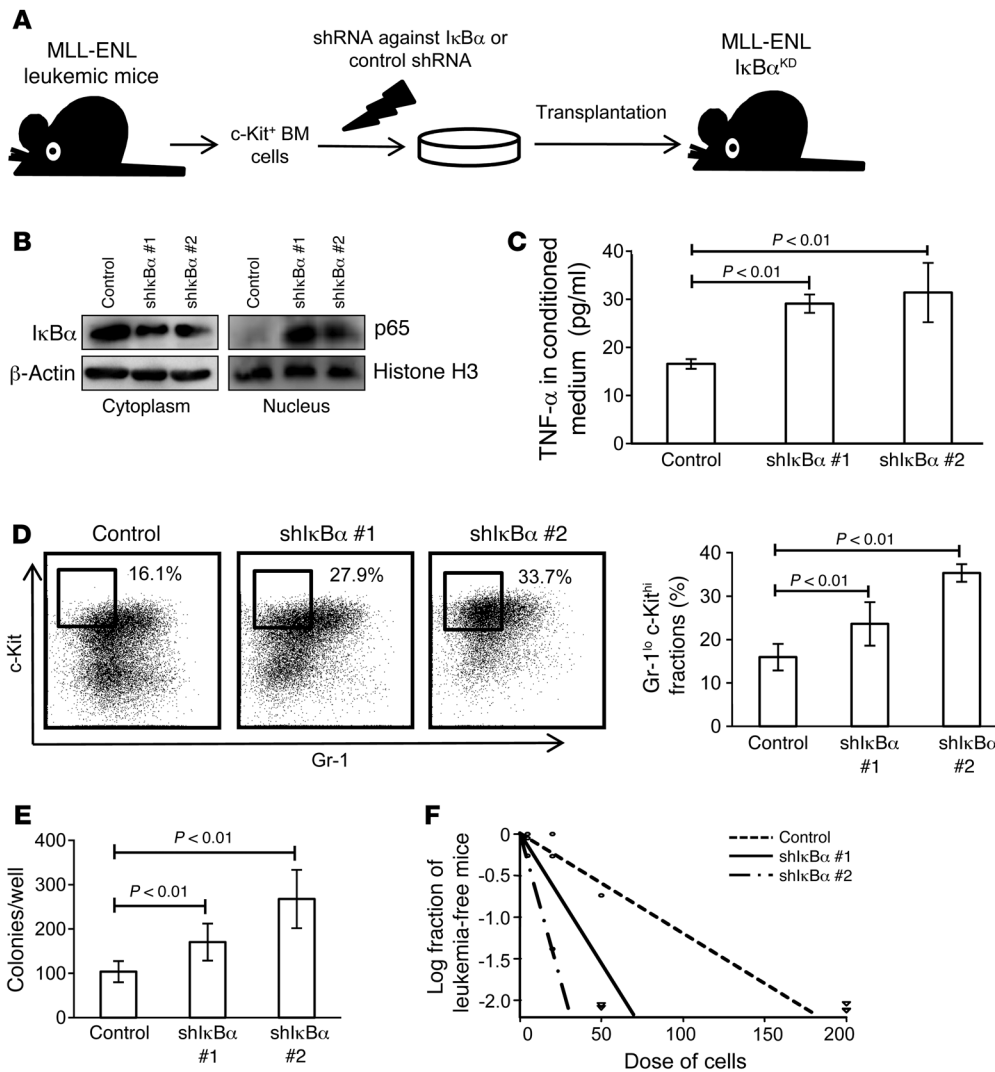 A
MLL-ENL
leukemic mice
c-Kit⁺ BM
cells
shRNA against IκBα or
control shRNA
Transplantation
MLL-ENL
IκBαᴷᴰ
B
Control
shIκBα #1
shIκBα #2
Control
shIκBα #1
shIκBα #2
IκBα
p65
β-Actin
Histone H3
Cytoplasm
Nucleus
C
TNF-α in conditioned
medium (pg/ml)
40
30
20
10
0
P < 0.01
P < 0.01
Control
shIκBα #1
shIκBα #2
D
Control
shIκBα #1
shIκBα #2
16.1%
27.9%
33.7%
c-Kit
Gr-1
Gr-1ˡᵒ c-Kitʰⁱ
fractions (%)
40
30
20
10
0
P < 0.01
P < 0.01
Control
shIκBα
#1
shIκBα
#2
E
Colonies/well
400
300
200
100
0
P < 0.01
P < 0.01
Control
shIκBα
#1
shIκBα
#2
F
Log fraction of
leukemia-free mice
0
-0.5
-1.0
-1.5
-2.0
0
50
100
150
200
Dose of cells
Control
shIκBα #1
shIκBα #2